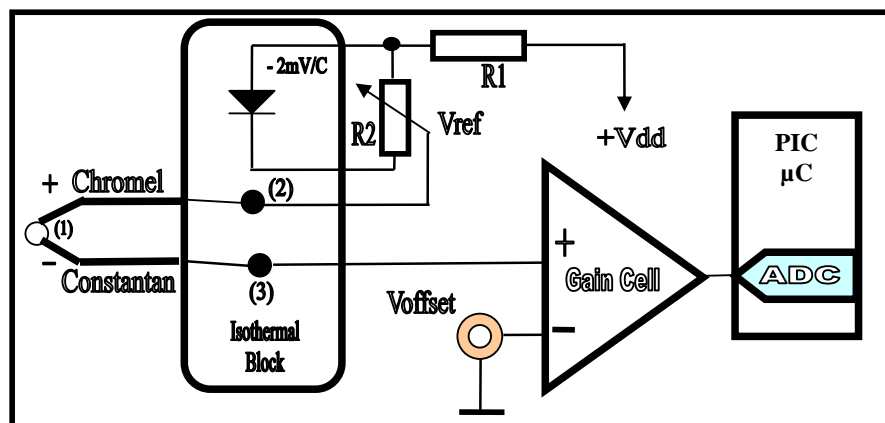 - 2mV/C
R1
R2
Vref
+Vdd
PIC
µC
+ Chromel
(2)
(1)
- Constantan
(3)
+
Gain Cell
ADC
Voffset
-
Isothermal
Block